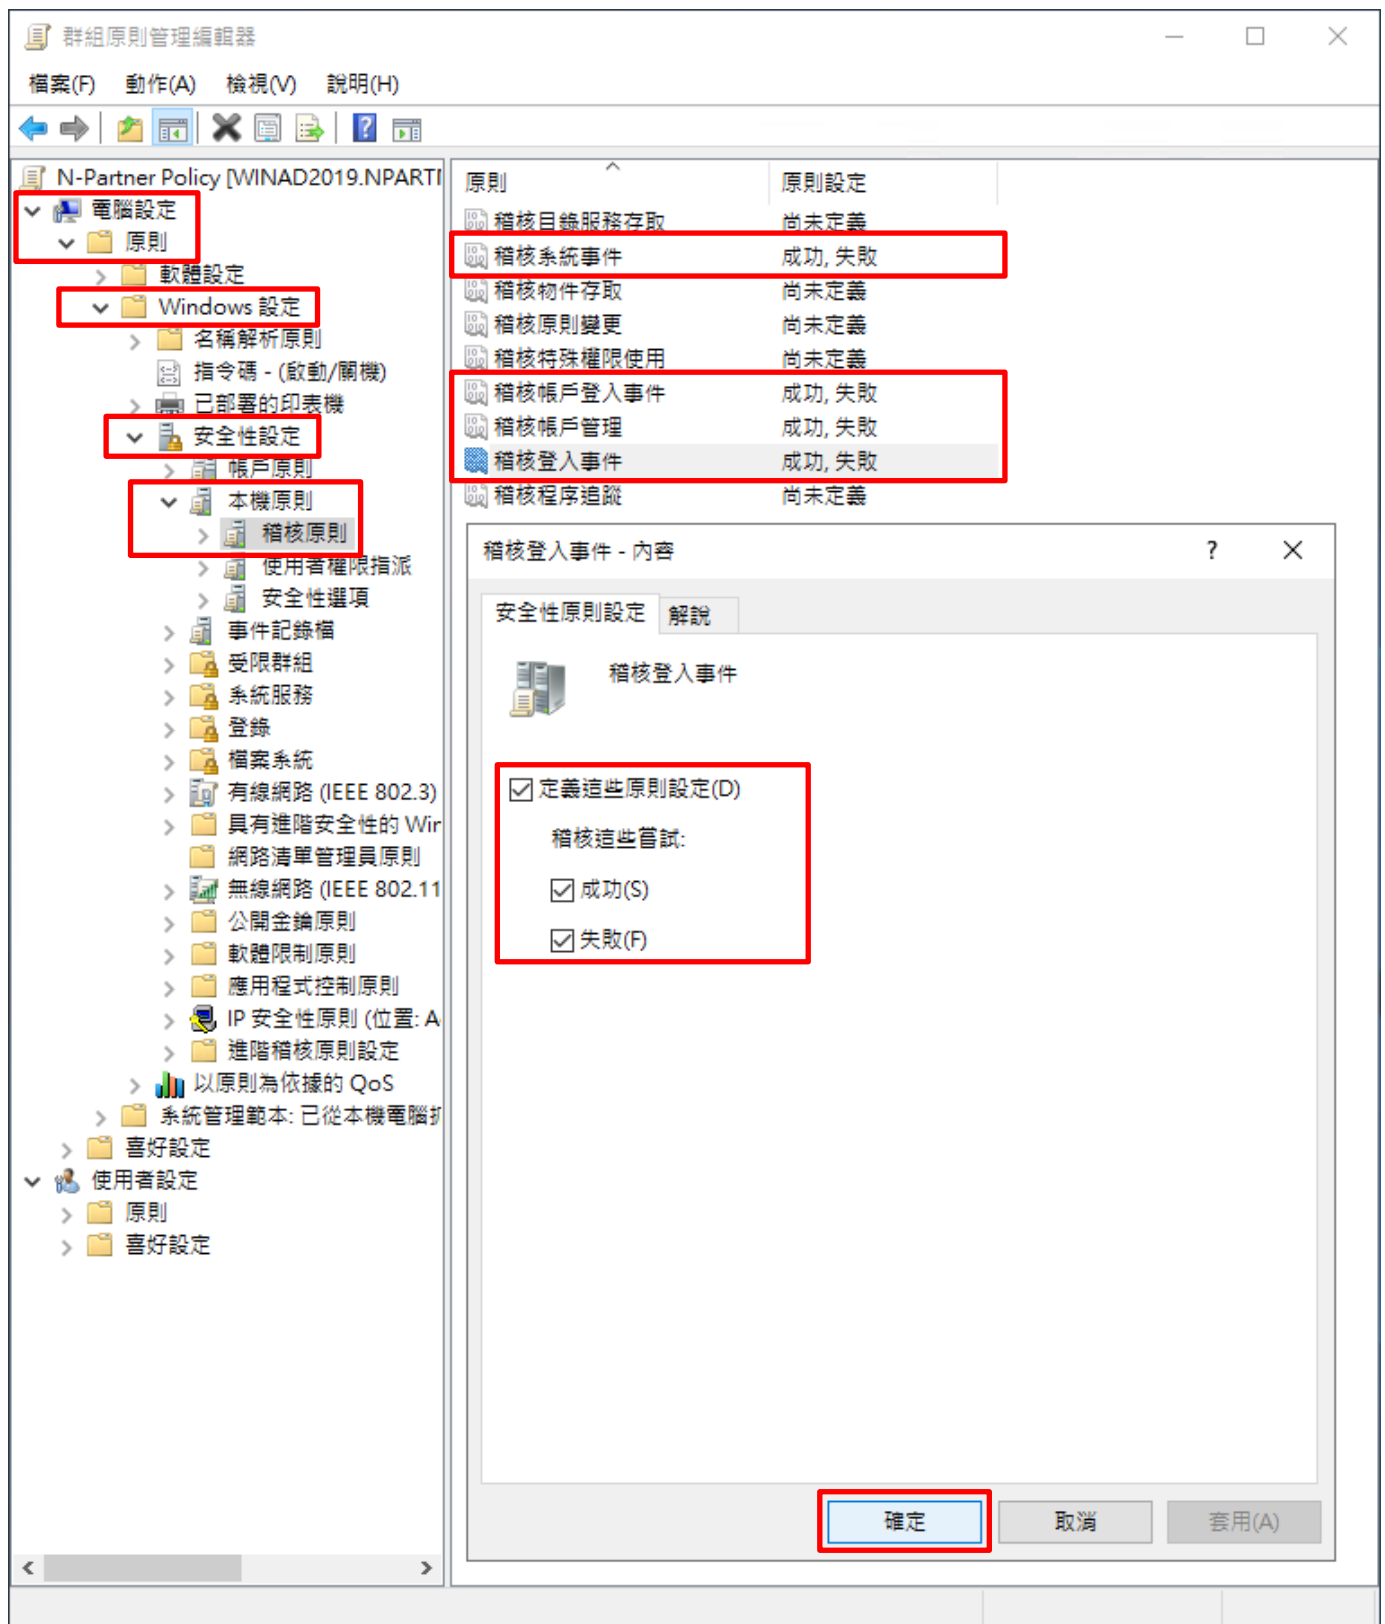 群組原則管理編輯器
檔案(F) 動作(A) 檢視(V) 說明(H)
N-Partner Policy [WINAD2019.NPARTI
電腦設定
原則
軟體設定
Windows 設定
名稱解析原則
指令碼 - (啟動/關機)
已部署的印表機
安全性設定
帳戶原則
本機原則
稽核原則
使用者權限指派
安全性選項
事件記錄檔
受限群組
系統服務
登錄
檔案系統
有線網路 (IEEE 802.3)
具有進階安全性的 Wir
網路清單管理員原則
無線網路 (IEEE 802.11
公開金鑰原則
軟體限制原則
應用程式控制原則
IP 安全性原則 (位置: A
進階稽核原則設定
以原則為依據的 QoS
系統管理範本: 已從本機電腦扩
喜好設定
使用者設定
原則
喜好設定
原則 原則設定
稽核目錄服務存取 尚未定義
稽核系統事件 成功, 失敗
稽核物件存取 尚未定義
稽核原則變更 尚未定義
稽核特殊權限使用 尚未定義
稽核帳戶登入事件 成功, 失敗
稽核帳戶管理 成功, 失敗
稽核登入事件 成功, 失敗
稽核程序追蹤 尚未定義
稽核登入事件 - 內容 ?
安全性原則設定 解說
稽核登入事件
定義這些原則設定(D)
稽核這些嘗試:
成功(S)
失敗(F)
確定 取消 套用(A)